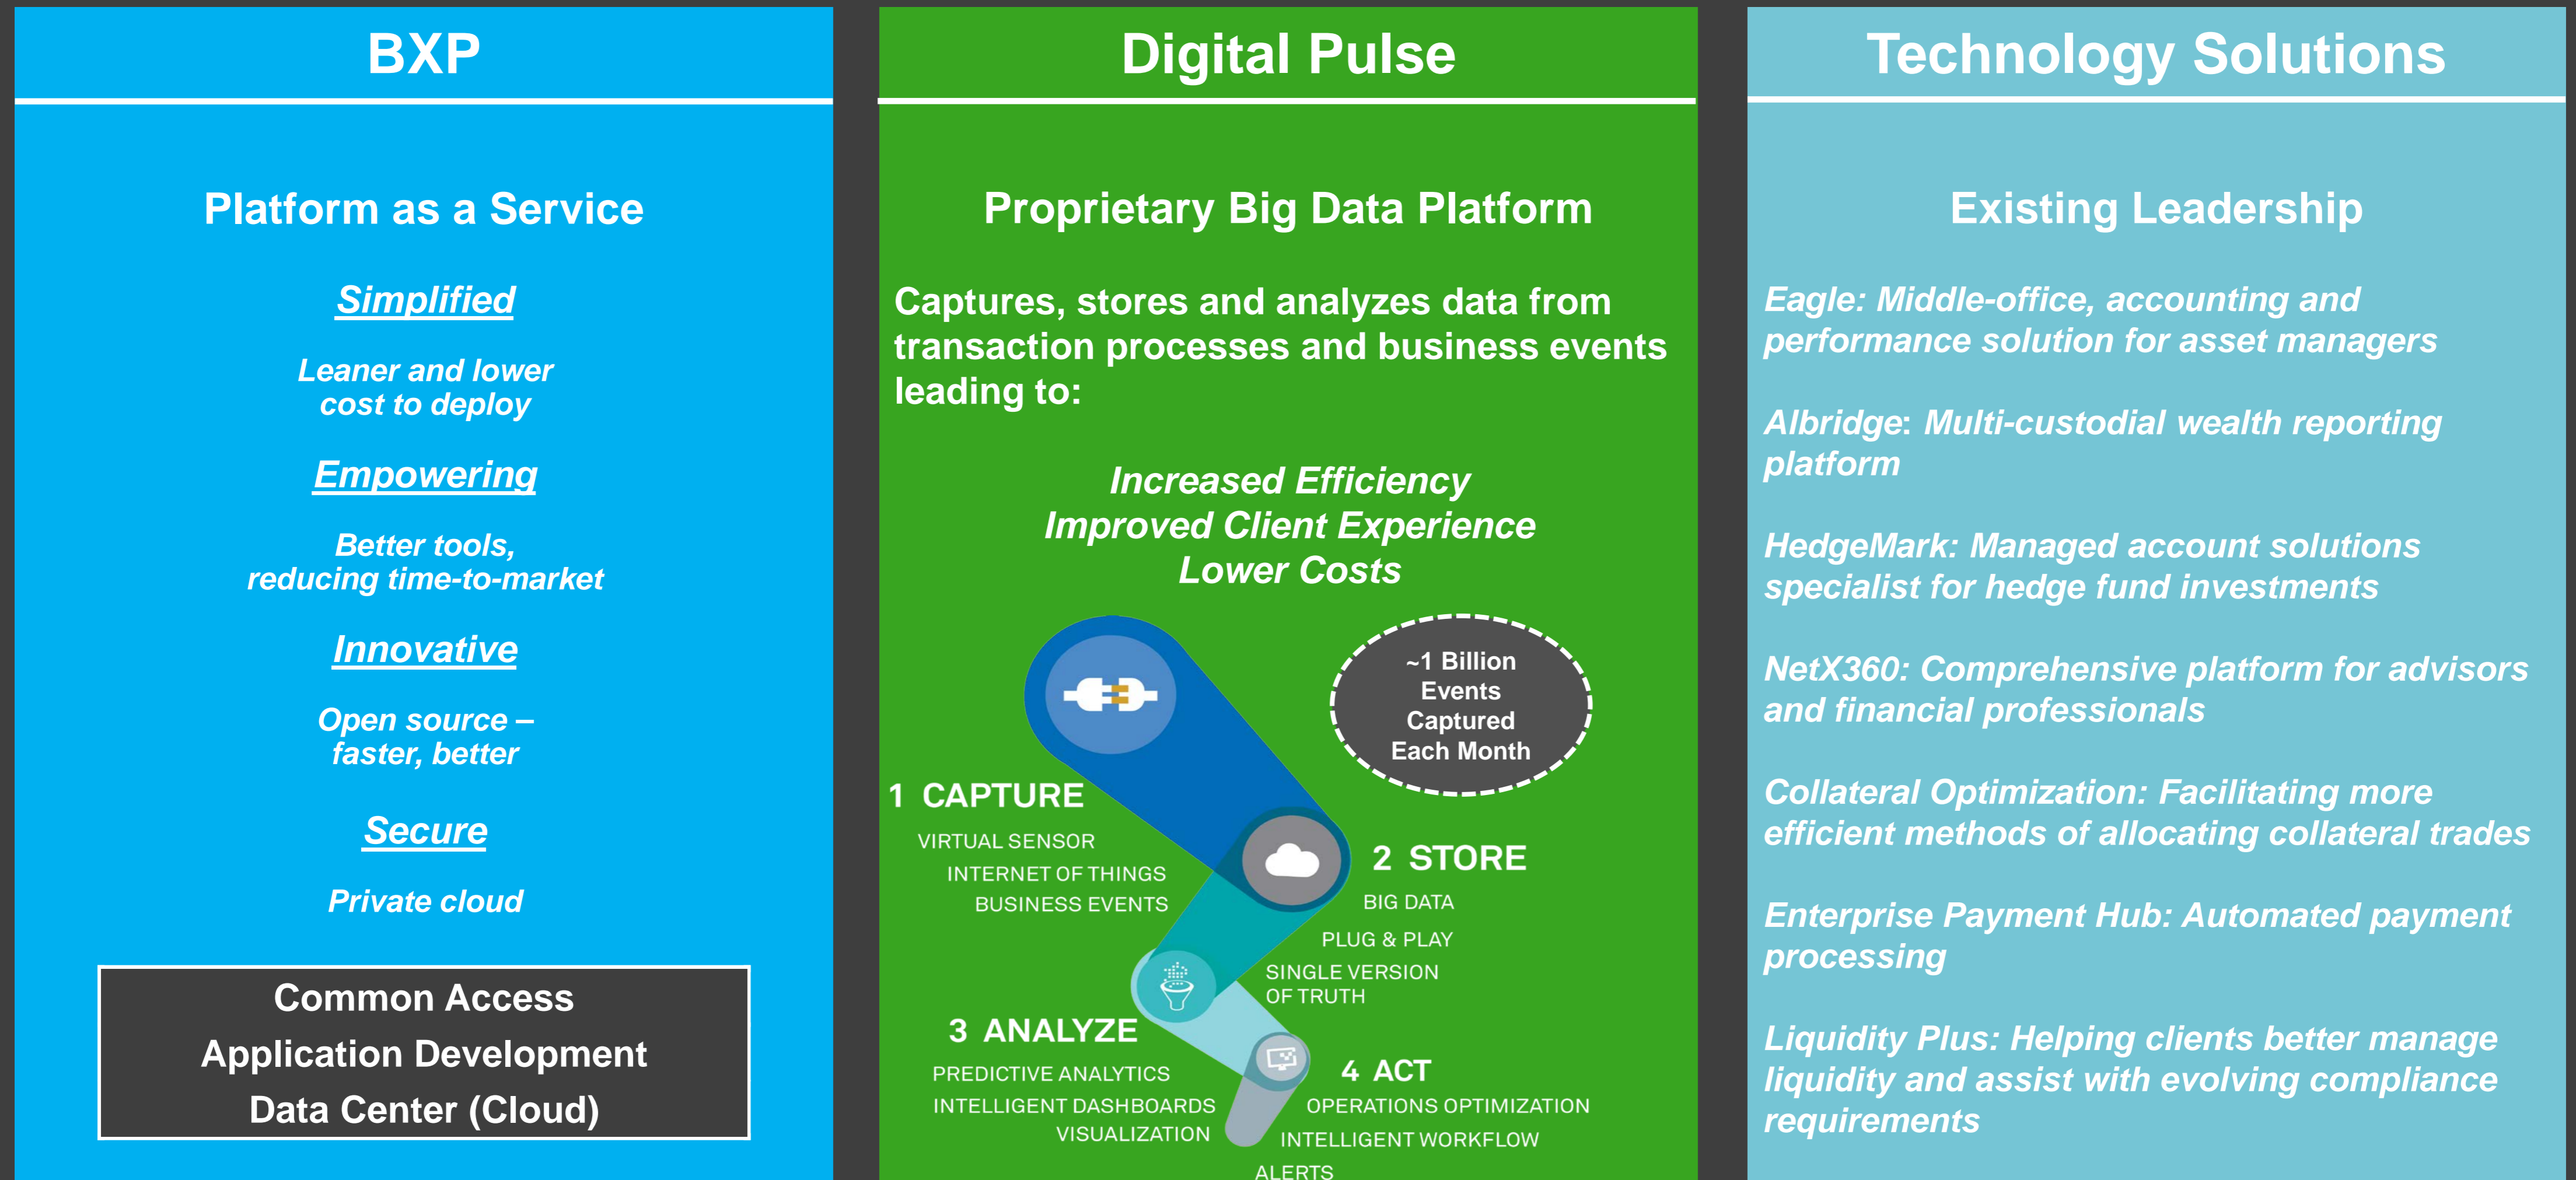 BXP
Platform as a Service
Simplified
Leaner and lower
cost to deploy
Empowering
Better tools,
reducing time-to-market
Innovative
Open source –
faster, better
Secure
Private cloud
Common Access
Application Development
Data Center (Cloud)
Digital Pulse
Proprietary Big Data Platform
Captures, stores and analyzes data from
transaction processes and business events
leading to:
Increased Efficiency
Improved Client Experience
Lower Costs
~1 Billion
Events
Captured
Each Month
1 CAPTURE
VIRTUAL SENSOR
INTERNET OF THINGS
BUSINESS EVENTS
2 STORE
BIG DATA
PLUG & PLAY
SINGLE VERSION
OF TRUTH
3 ANALYZE
PREDICTIVE ANALYTICS
INTELLIGENT DASHBOARDS
VISUALIZATION
4 ACT
OPERATIONS OPTIMIZATION
INTELLIGENT WORKFLOW
ALERTS
Technology Solutions
Existing Leadership
Eagle: Middle-office, accounting and
performance solution for asset managers
Albridge: Multi-custodial wealth reporting
platform
HedgeMark: Managed account solutions
specialist for hedge fund investments
NetX360: Comprehensive platform for advisors
and financial professionals
Collateral Optimization: Facilitating more
efficient methods of allocating collateral trades
Enterprise Payment Hub: Automated payment
processing
Liquidity Plus: Helping clients better manage
liquidity and assist with evolving compliance
requirements